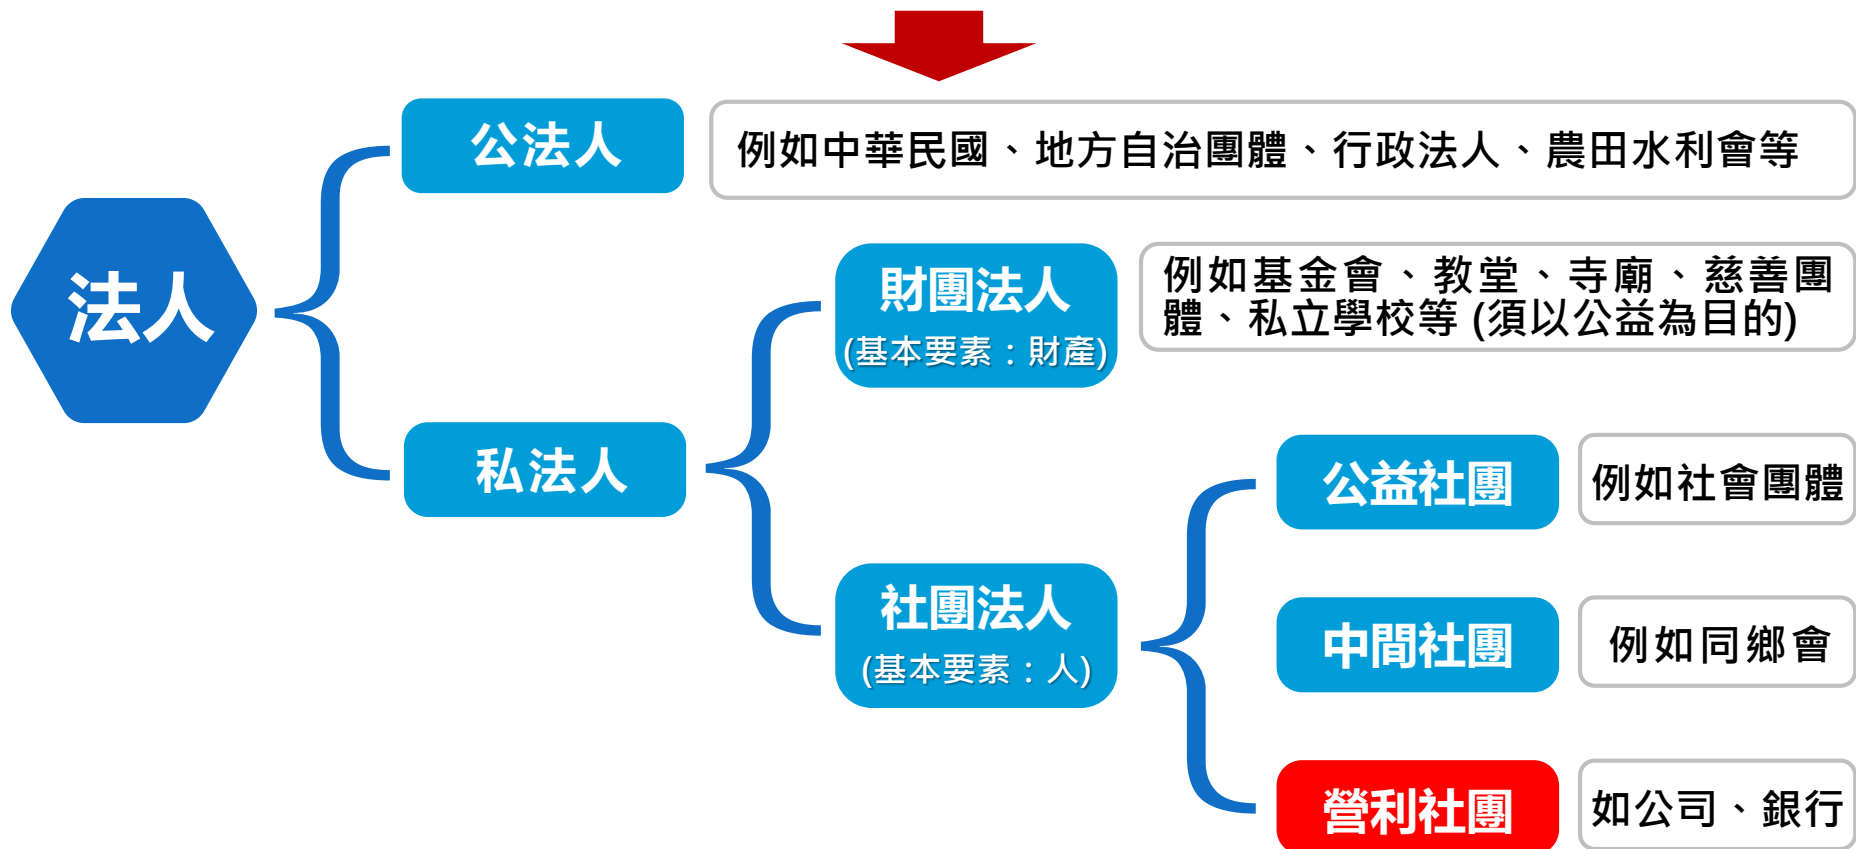 法人
公法人
例如中華民國、地方自治團體、行政法人、農田水利會等
私法人
財團法人
(基本要素：財產)
例如基金會、教堂、寺廟、慈善團
體、私立學校等 (須以公益為目的)
社團法人
(基本要素：人)
公益社團
例如社會團體
中間社團
例如同鄉會
營利社團
如公司、銀行